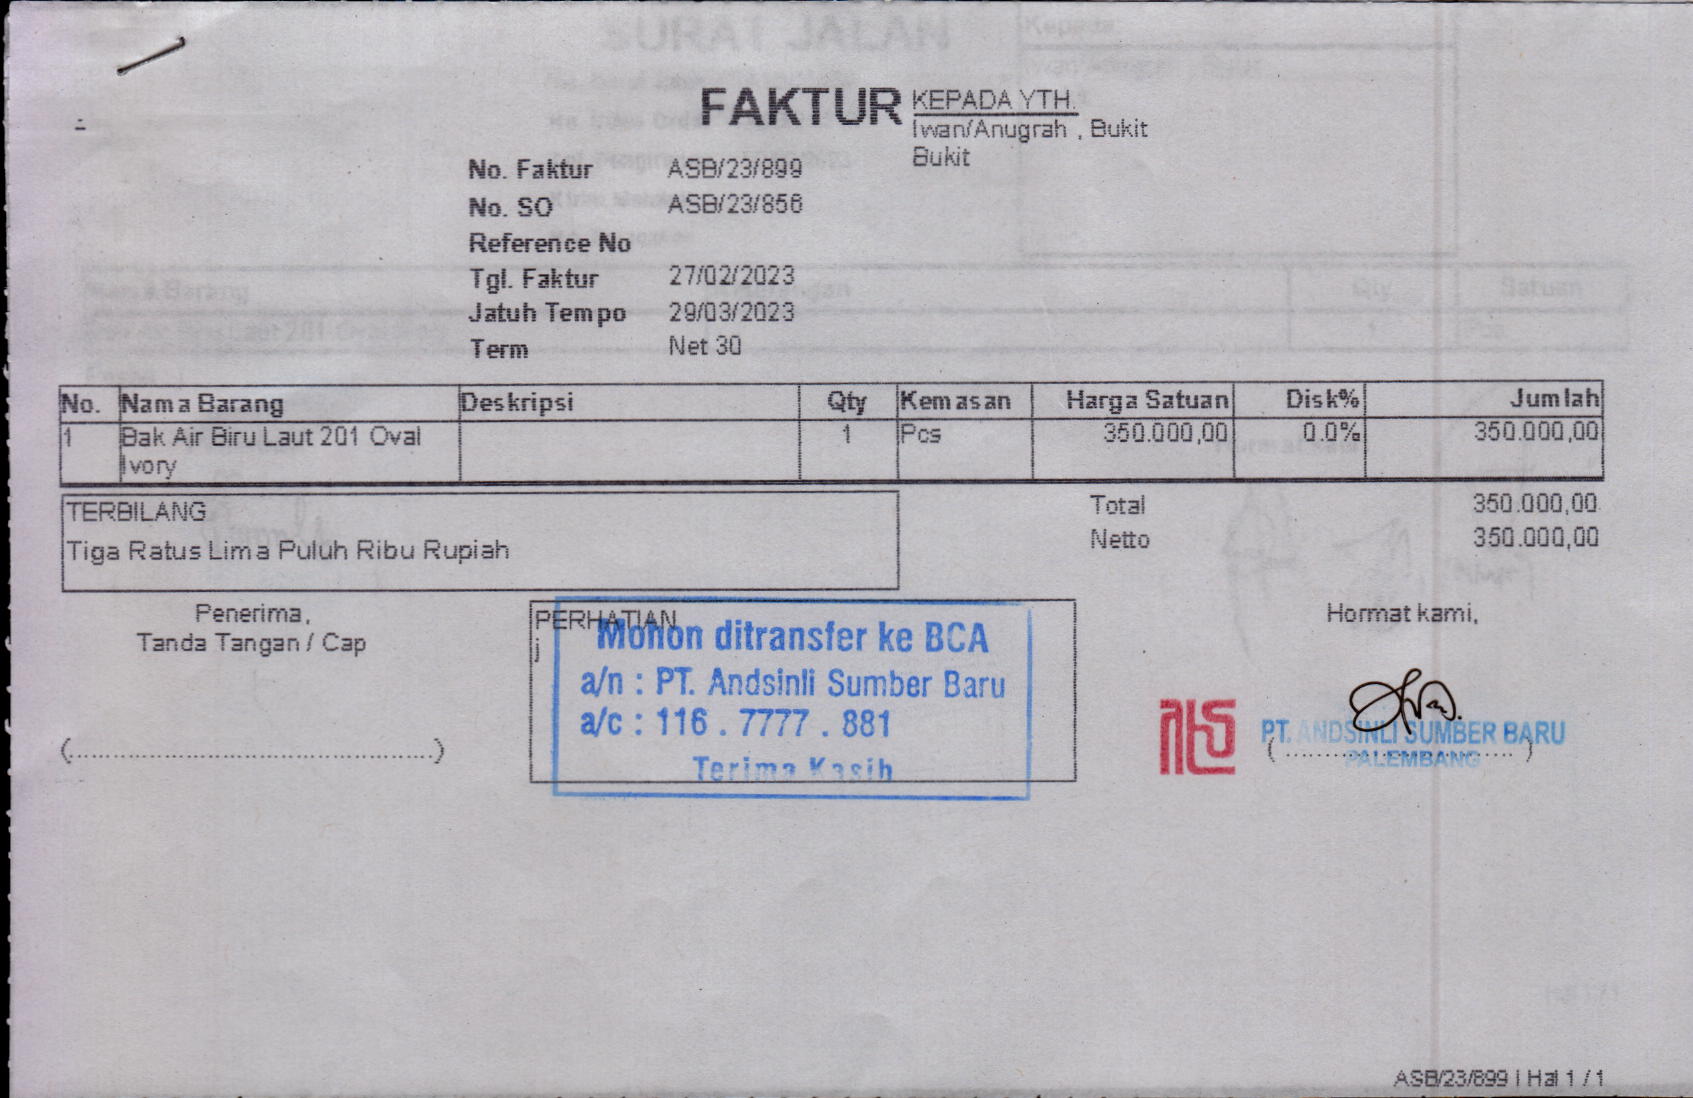 FAKTUR
KEPADA YTH.
Iwan/Anugrah , Bukit
Bukit
No. Faktur ASB/23/899
No. SO ASB/23/856
Reference No
Tgl. Faktur 27/02/2023
Jatuh Tempo 29/03/2023
Term Net 30
No. Nama Barang Deskripsi Qty Kemasan Harga Satuan Disk% Jumlah
1 Bak Air Biru Laut 201 Oval 1 Pcs 350.000,00 0.0% 350.000,00
Ivory
TERBILANG
Tiga Ratus Lima Puluh Ribu Rupiah
Total 350.000,00
Netto 350.000,00
Penerima,
Tanda Tangan / Cap
(......................................)
PERHATIAN
j
Mohon ditransfer ke BCA
a/n : PT. Andsinli Sumber Baru
a/c : 116 . 7777 . 881
Terima Kasih
Hormat kami,
PT. ANDSINLI SUMBER BARU
PALEMBANG
(......................................)
ASB/23/899 | Hal 1 / 1